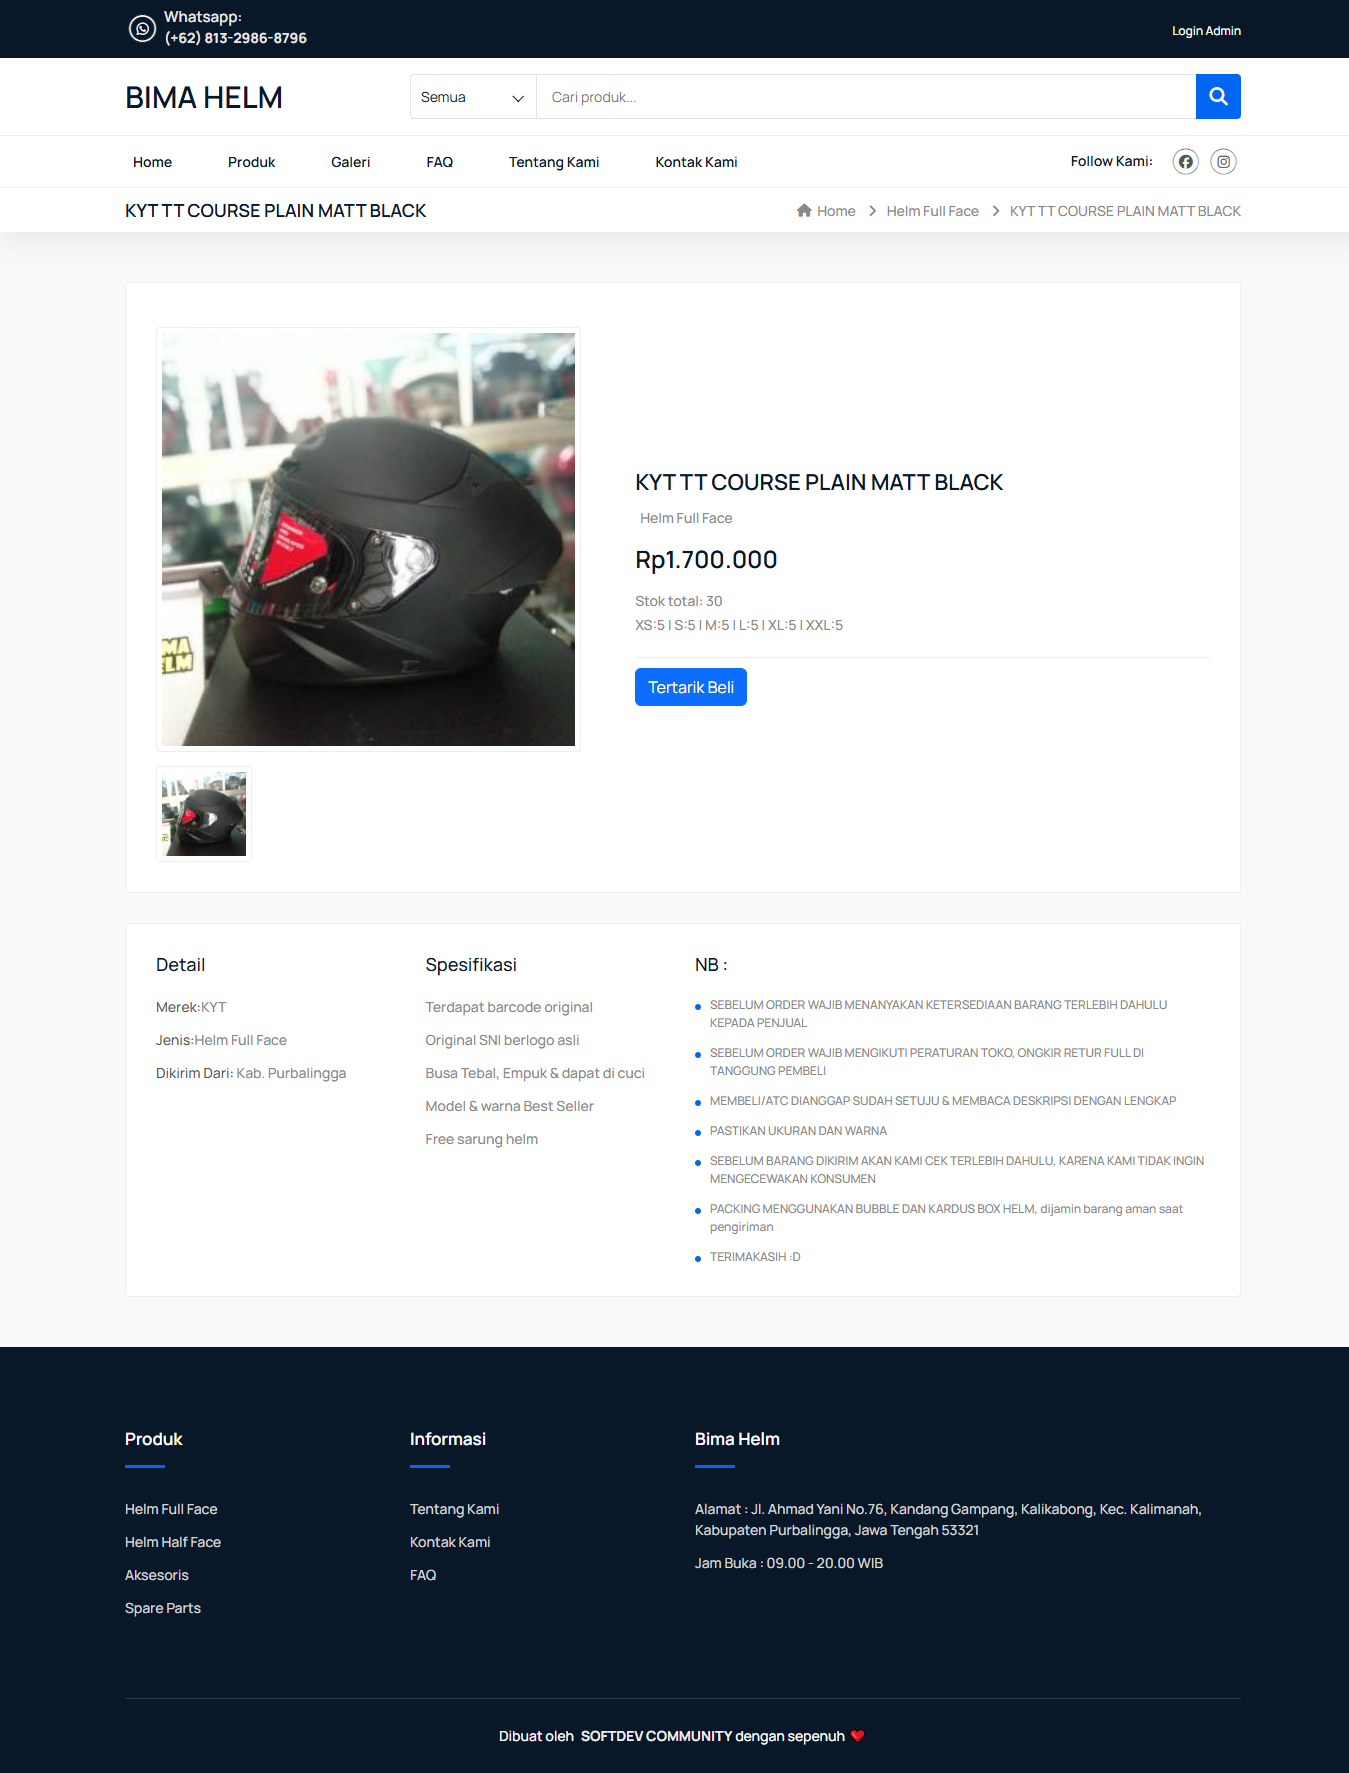 Whatsapp:
(+62) 813-2986-8796
Login Admin
BIMA HELM
Semua
Cari produk...
Home
Produk
Galeri
FAQ
Tentang Kami
Kontak Kami
Follow Kami:
KYT TT COURSE PLAIN MATT BLACK
Home
Helm Full Face
KYT TT COURSE PLAIN MATT BLACK
KYT TT COURSE PLAIN MATT BLACK
Helm Full Face
Rp1.700.000
Stok total: 30
XS:5 | S:5 | M:5 | L:5 | XL:5 | XXL:5
Tertarik Beli
Detail
Merek:KYT
Jenis:Helm Full Face
Dikirim Dari: Kab. Purbalingga
Spesifikasi
Terdapat barcode original
Original SNI berlogo asli
Busa Tebal, Empuk & dapat di cuci
Model & warna Best Seller
Free sarung helm
NB :
SEBELUM ORDER WAJIB MENANYAKAN KETERSEDIAAN BARANG TERLEBIH DAHULU
KEPADA PENJUAL
SEBELUM ORDER WAJIB MENGIKUTI PERATURAN TOKO, ONGKIR RETUR FULL DI
TANGGUNG PEMBELI
MEMBELI/ATC DIANGGAP SUDAH SETUJU & MEMBACA DESKRIPSI DENGAN LENGKAP
PASTIKAN UKURAN DAN WARNA
SEBELUM BARANG DIKIRIM AKAN KAMI CEK TERLEBIH DAHULU, KARENA KAMI TIDAK INGIN
MENGECEWAKAN KONSUMEN
PACKING MENGGUNAKAN BUBBLE DAN KARDUS BOX HELM, dijamin barang aman saat
pengiriman
TERIMAKASIH :D
Produk
Helm Full Face
Helm Half Face
Aksesoris
Spare Parts
Informasi
Tentang Kami
Kontak Kami
FAQ
Bima Helm
Alamat : Jl. Ahmad Yani No.76, Kandang Gampang, Kalikabong, Kec. Kalimanah,
Kabupaten Purbalingga, Jawa Tengah 53321
Jam Buka : 09.00 - 20.00 WIB
Dibuat oleh SOFTDEV COMMUNITY dengan sepenuh ❤